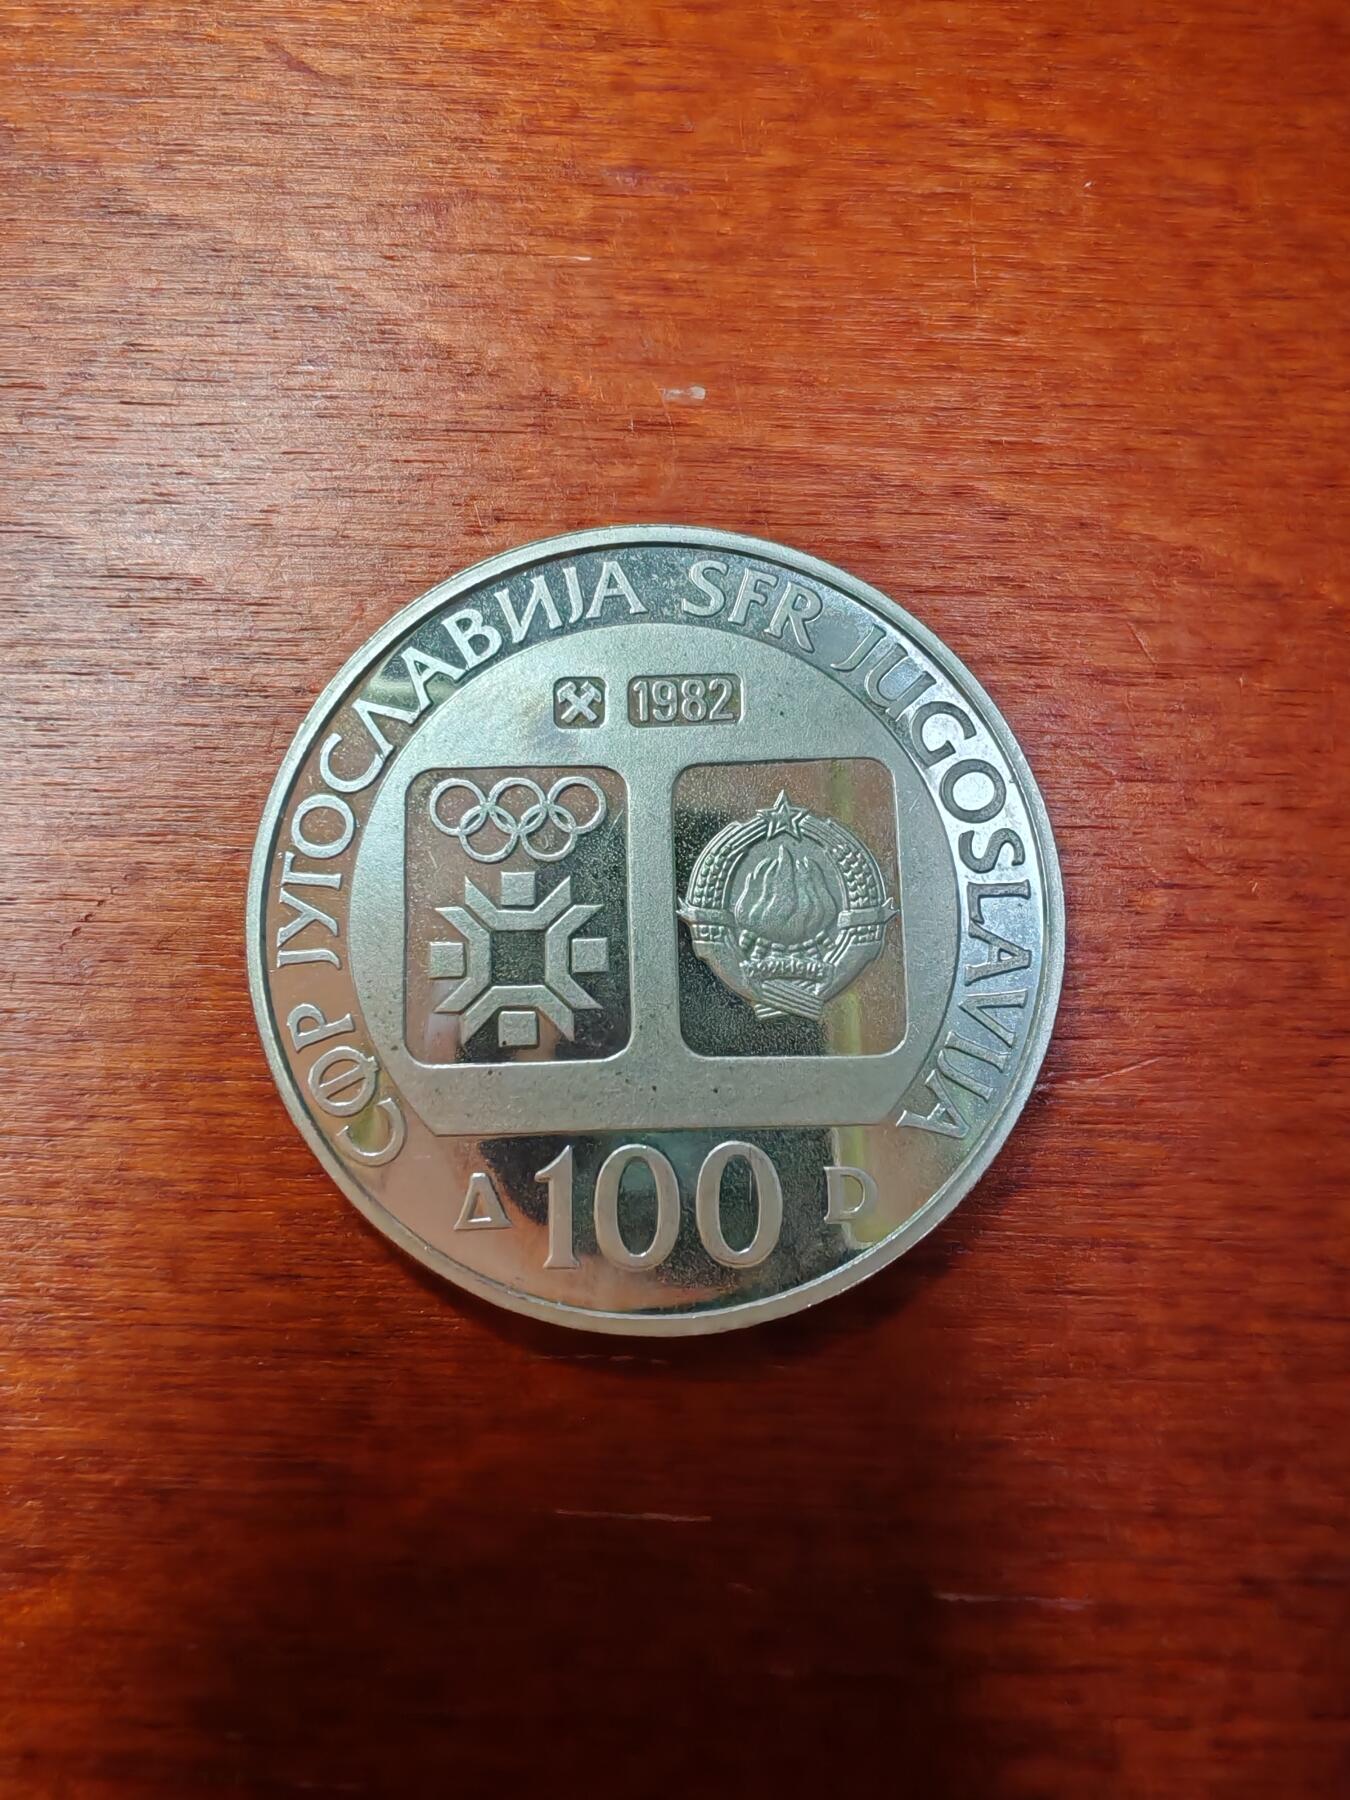 СФР ЈУГОСЛАВИЈА SFR JUGOSLAVIJA
1982
Д 100 D